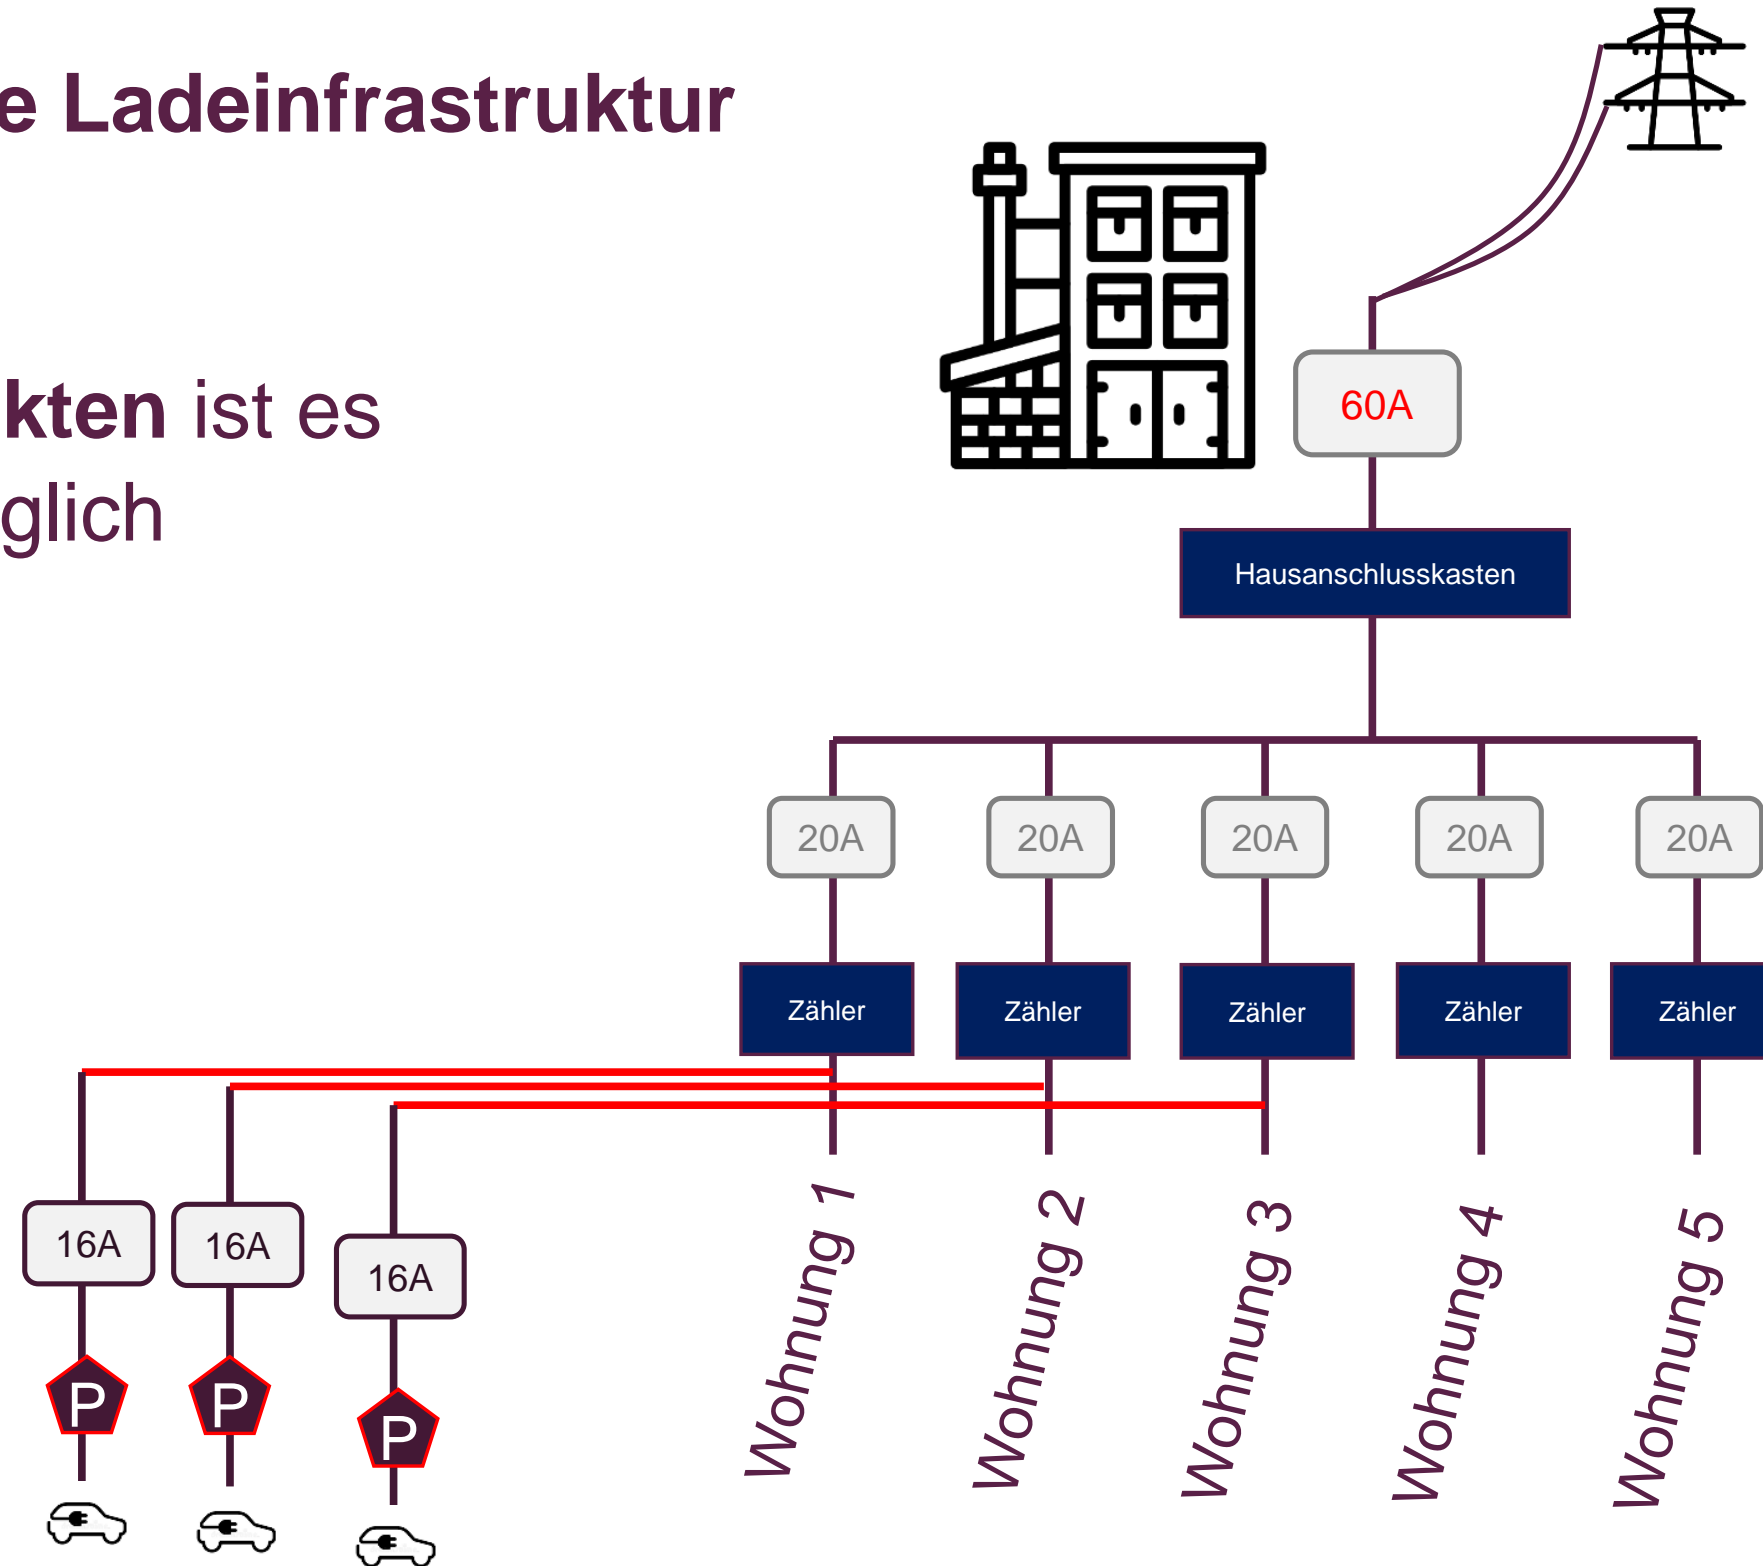 e Ladeinfrastruktur
kten ist es
glich
60A
Hausanschlusskasten
20A
20A
20A
20A
20A
Zähler
Zähler
Zähler
Zähler
Zähler
16A
16A
16A
P
P
P
Wohnung 1
Wohnung 2
Wohnung 3
Wohnung 4
Wohnung 5